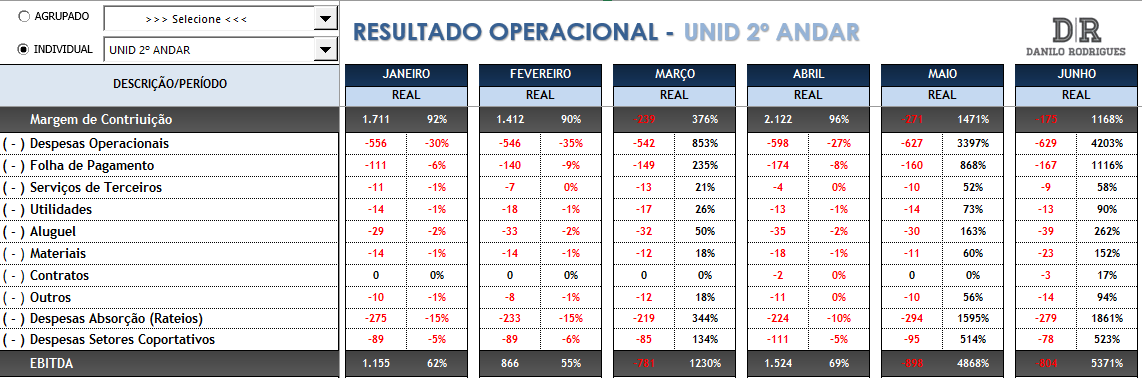 AGRUPADO >>> Selecione <<<
INDIVIDUAL UNID 2º ANDAR
RESULTADO OPERACIONAL - UNID 2º ANDAR
D|R
DANILO RODRIGUES
DESCRIÇÃO/PERÍODO JANEIRO FEVEREIRO MARÇO ABRIL MAIO JUNHO
REAL REAL REAL REAL REAL REAL
Margem de Contriuição 1.711 92% 1.412 90% -239 376% 2.122 96% -271 1471% -175 1168%
( - ) Despesas Operacionais -556 -30% -546 -35% -542 853% -598 -27% -627 3397% -629 4203%
( - ) Folha de Pagamento -111 -6% -140 -9% -149 235% -174 -8% -160 868% -167 1116%
( - ) Serviços de Terceiros -11 -1% -7 0% -13 21% -4 0% -10 52% -9 58%
( - ) Utilidades -14 -1% -18 -1% -17 26% -13 -1% -14 73% -13 90%
( - ) Aluguel -29 -2% -33 -2% -32 50% -35 -2% -30 163% -39 262%
( - ) Materiais -14 -1% -14 -1% -12 18% -18 -1% -11 60% -23 152%
( - ) Contratos 0 0% 0 0% 0 0% -2 0% 0 0% -3 17%
( - ) Outros -10 -1% -8 -1% -12 18% -11 0% -10 56% -14 94%
( - ) Despesas Absorção (Rateios) -275 -15% -233 -15% -219 344% -224 -10% -294 1595% -279 1861%
( - ) Despesas Setores Coportativos -89 -5% -89 -6% -85 134% -111 -5% -95 514% -78 523%
EBITDA 1.155 62% 866 55% -781 1230% 1.524 69% -898 4868% -804 5371%